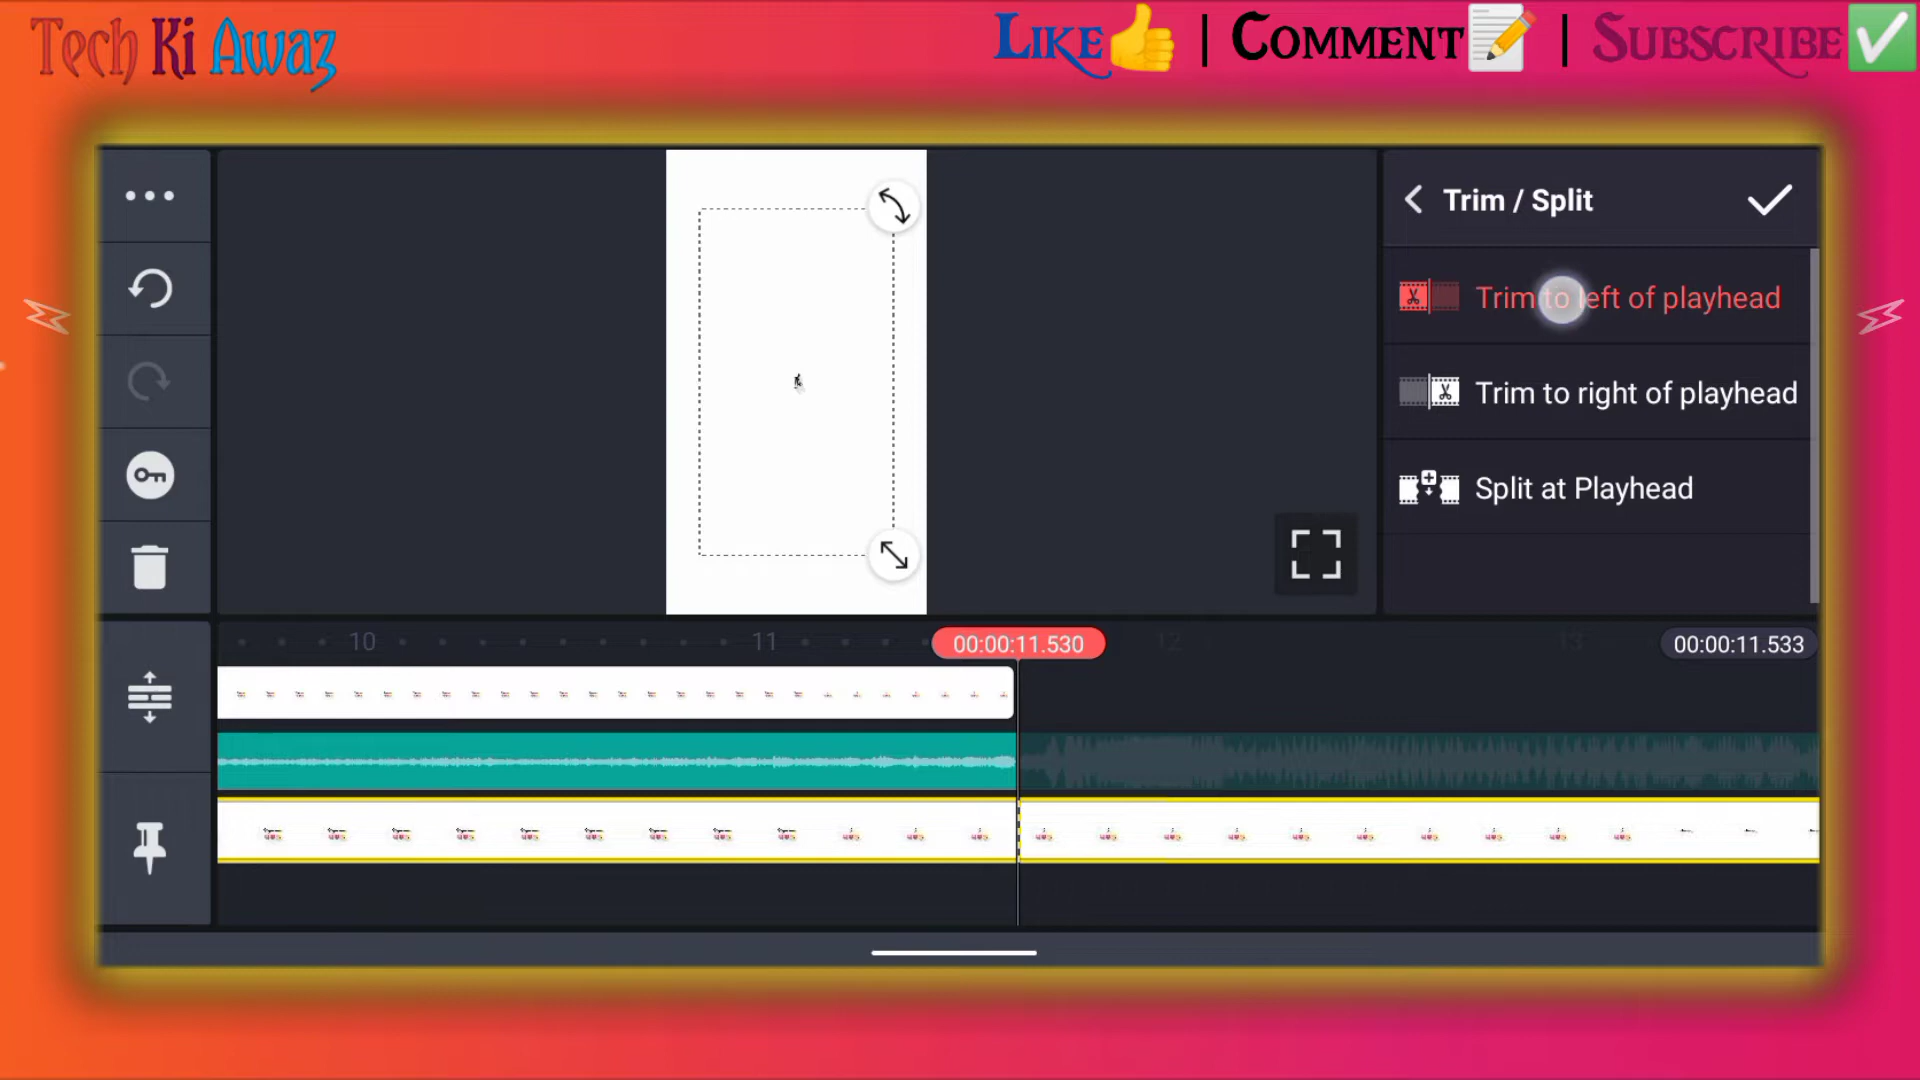 Tech Ki Awaz
Like👍 | Comment📝 | Subscribe✅
Trim / Split
Trim to left of playhead
Trim to right of playhead
Split at Playhead
10 11 00:00:11.530 12 13 00:00:11.533